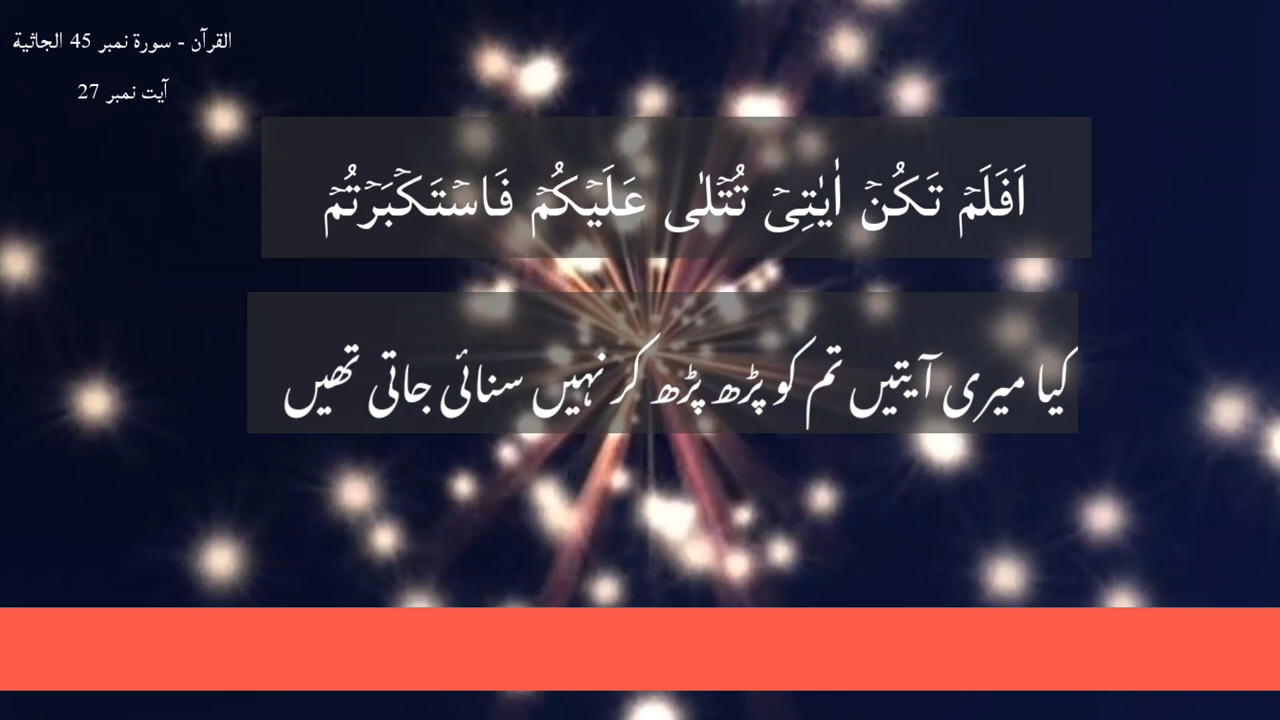 القرآن - سورة نمبر 45 الجاثية
آیت نمبر 27
اَفَلَمۡ تَكُنۡ اٰيٰتِىۡ تُتۡلٰى عَلَيۡكُمۡ فَاسۡتَكۡبَرۡتُمۡ
کیا میری آیتیں تم کو پڑھ پڑھ کر نہیں سنائی جاتی تھیں